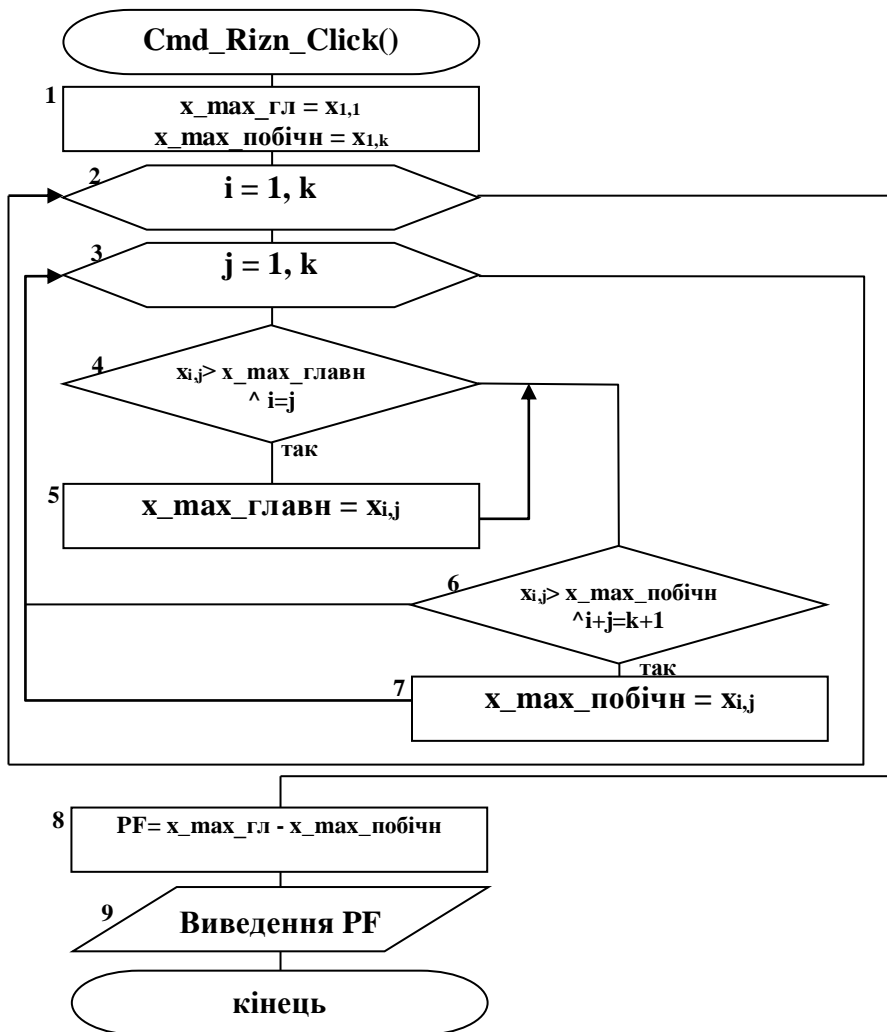 Cmd_Rizn_Click()
1
x_max_гл = x1,1
x_max_побічн = x1,k
2
i = 1, k
3
j = 1, k
4
xi,j> x_max_главн
^ i=j
так
5
x_max_главн = xi,j
6
xi,j> x_max_побічн
^i+j=k+1
так
7
x_max_побічн = xi,j
8
PF= x_max_гл - x_max_побічн
9
Виведення PF
кінець